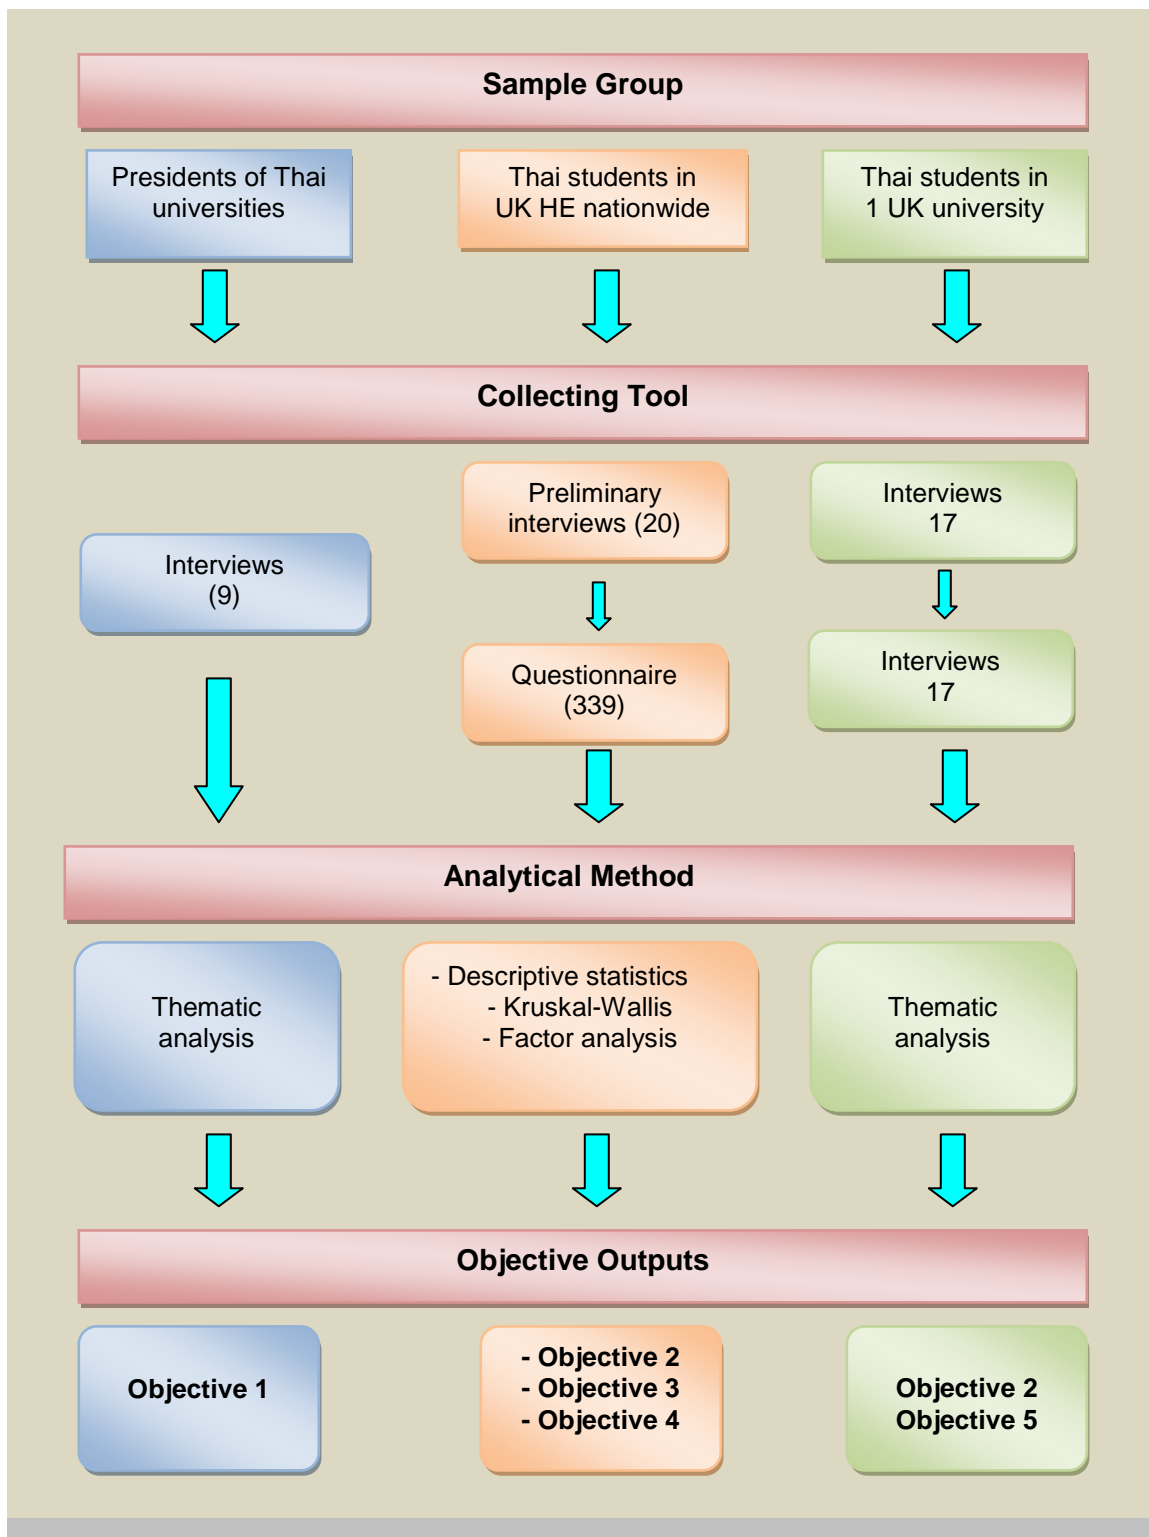 Sample Group
Presidents of Thai
universities
Thai students in
UK HE nationwide
Thai students in
1 UK university
Collecting Tool
Interviews
(9)
Preliminary
interviews (20)
Questionnaire
(339)
Interviews
17
Interviews
17
Analytical Method
Thematic
analysis
- Descriptive statistics
- Kruskal-Wallis
- Factor analysis
Thematic
analysis
Objective Outputs
Objective 1
- Objective 2
- Objective 3
- Objective 4
Objective 2
Objective 5